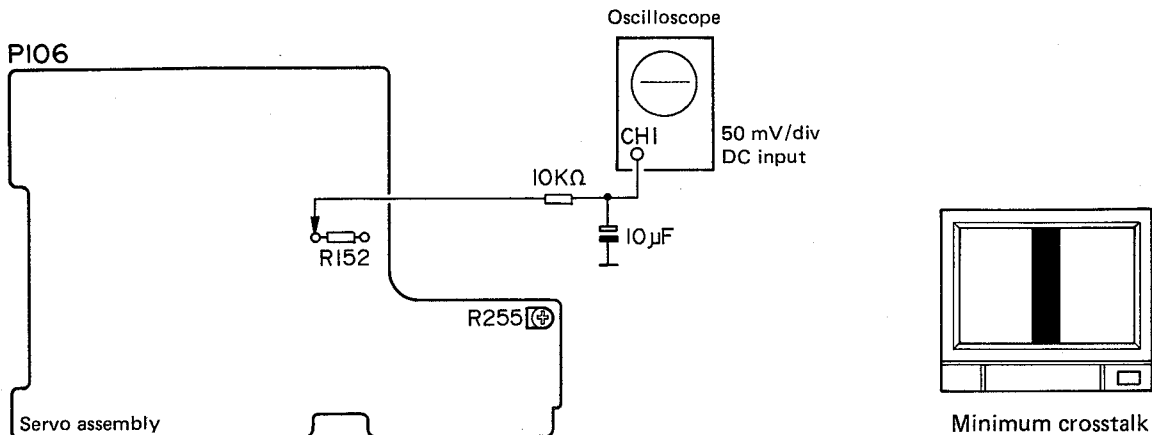 Oscilloscope
P106
CH1
50 mV/div
DC input
10KΩ
10µF
R152
R255
Servo assembly
Minimum crosstalk